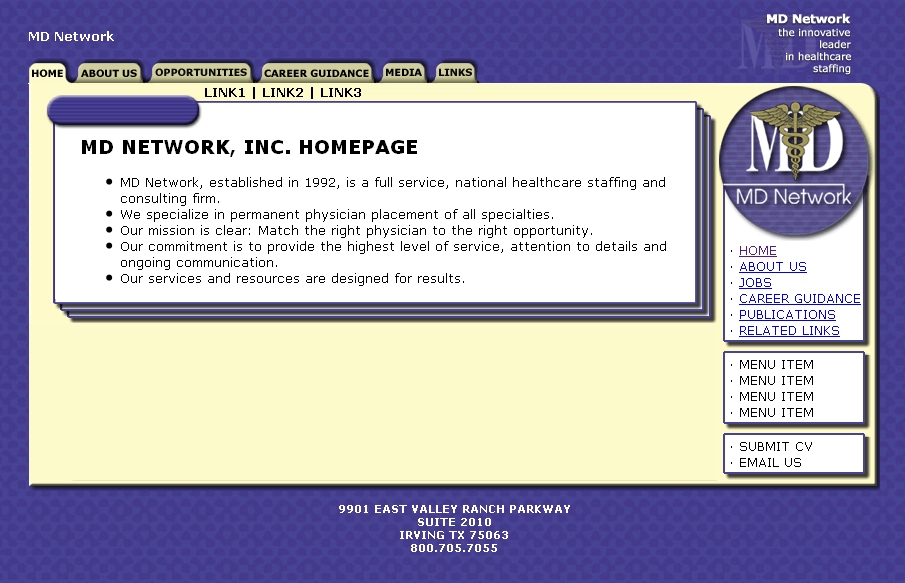 MD Network
MD Network
the innovative
leader
in healthcare
staffing
HOME ABOUT US OPPORTUNITIES CAREER GUIDANCE MEDIA LINKS
LINK1 | LINK2 | LINK3
MD NETWORK, INC. HOMEPAGE
• MD Network, established in 1992, is a full service, national healthcare staffing and
consulting firm.
• We specialize in permanent physician placement of all specialties.
• Our mission is clear: Match the right physician to the right opportunity.
• Our commitment is to provide the highest level of service, attention to details and
ongoing communication.
• Our services and resources are designed for results.
MD
MD Network
· HOME
· ABOUT US
· JOBS
· CAREER GUIDANCE
· PUBLICATIONS
· RELATED LINKS
· MENU ITEM
· MENU ITEM
· MENU ITEM
· MENU ITEM
· SUBMIT CV
· EMAIL US
9901 EAST VALLEY RANCH PARKWAY
SUITE 2010
IRVING TX 75063
800.705.7055